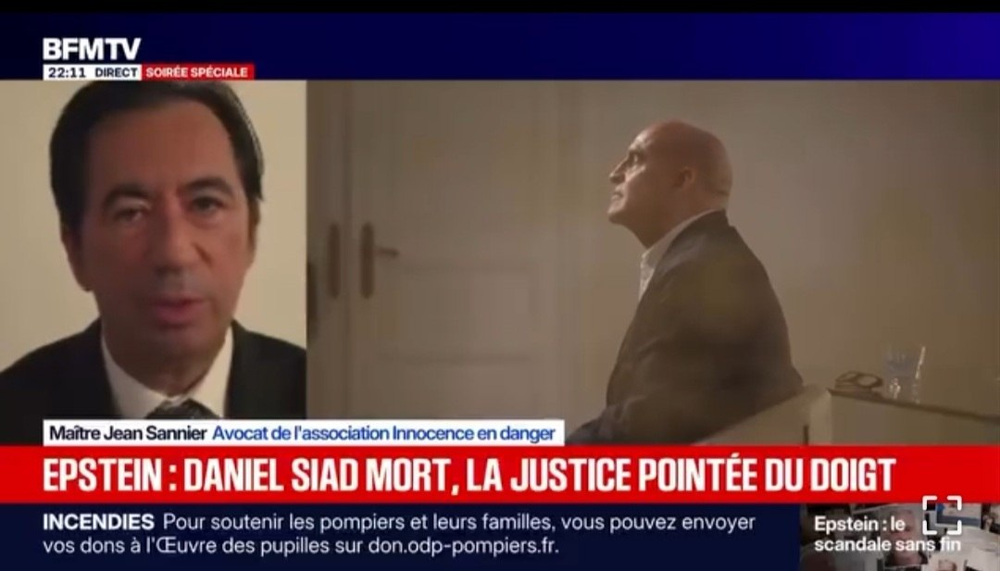 BFMTV
22:11 DIRECT SOIRÉE SPÉCIALE
Maître Jean Sannier Avocat de l'association Innocence en danger
EPSTEIN : DANIEL SIAD MORT, LA JUSTICE POINTÉE DU DOIGT
INCENDIES Pour soutenir les pompiers et leurs familles, vous pouvez envoyer
vos dons à l'Œuvre des pupilles sur don.odp-pompiers.fr.
Epstein : le
scandale sans fin